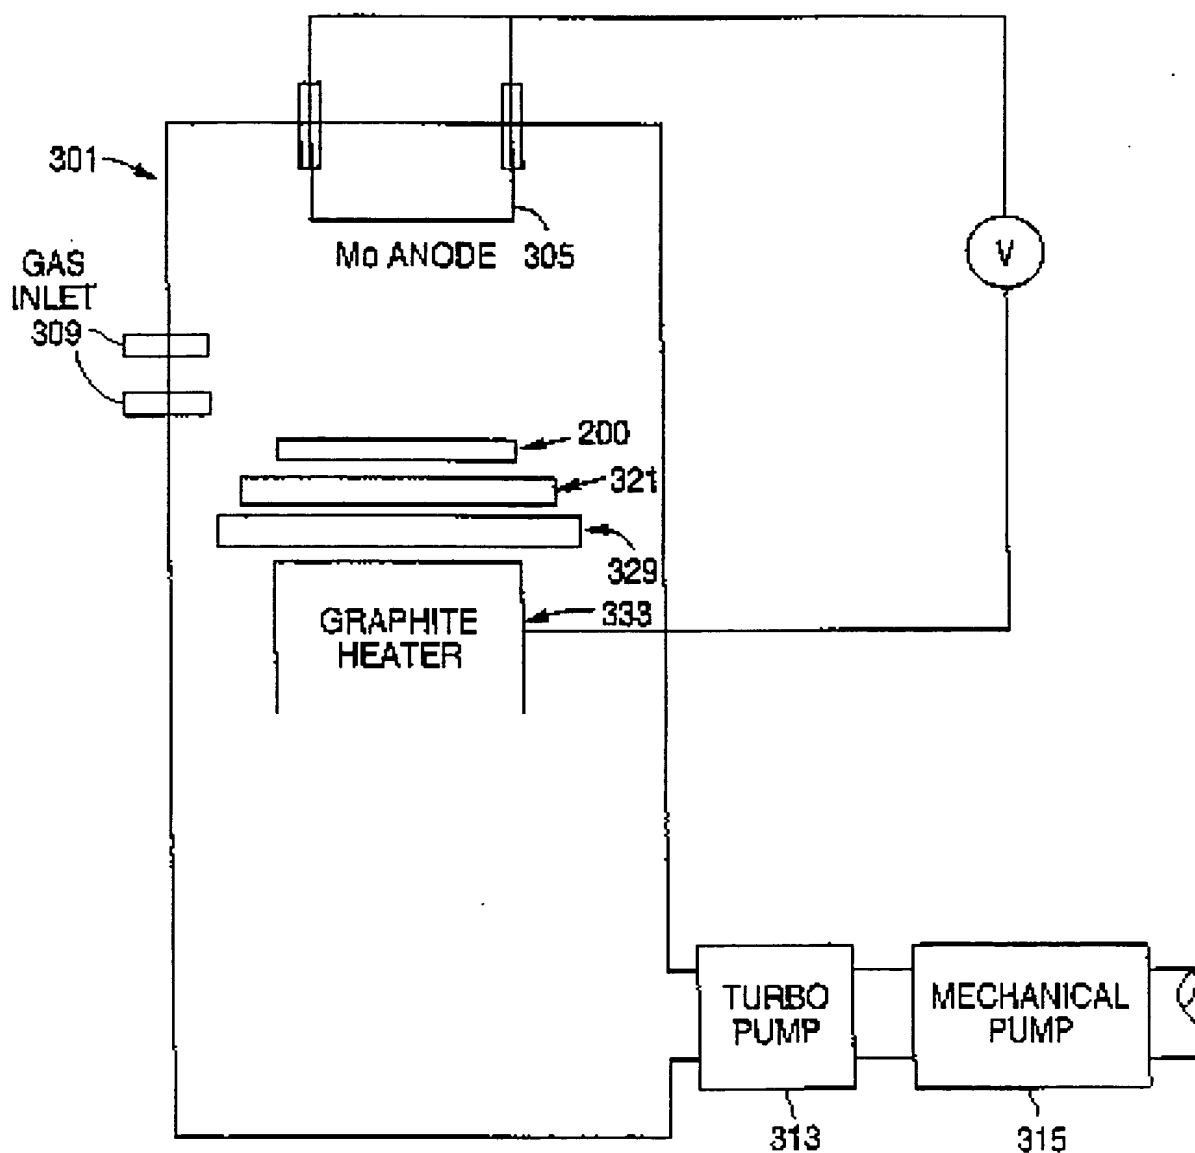 301
Mo ANODE 305
V
GAS
INLET
309
200
321
329
333
GRAPHITE
HEATER
TURBO
PUMP
MECHANICAL
PUMP
313
315